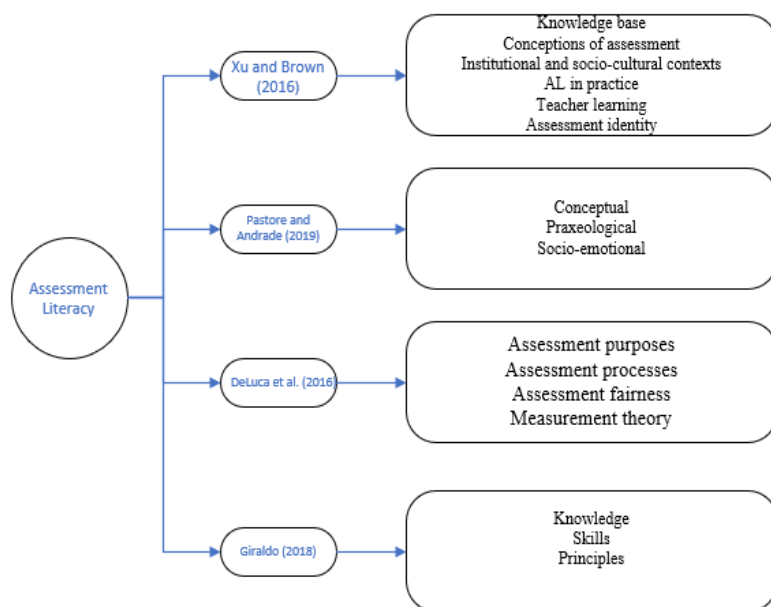 Assessment
Literacy
Xu and Brown
(2016)
Knowledge base
Conceptions of assessment
Institutional and socio-cultural contexts
AL in practice
Teacher learning
Assessment identity
Pastore and
Andrade (2019)
Conceptual
Praxeological
Socio-emotional
DeLuca et al. (2016)
Assessment purposes
Assessment processes
Assessment fairness
Measurement theory
Giraldo (2018)
Knowledge
Skills
Principles